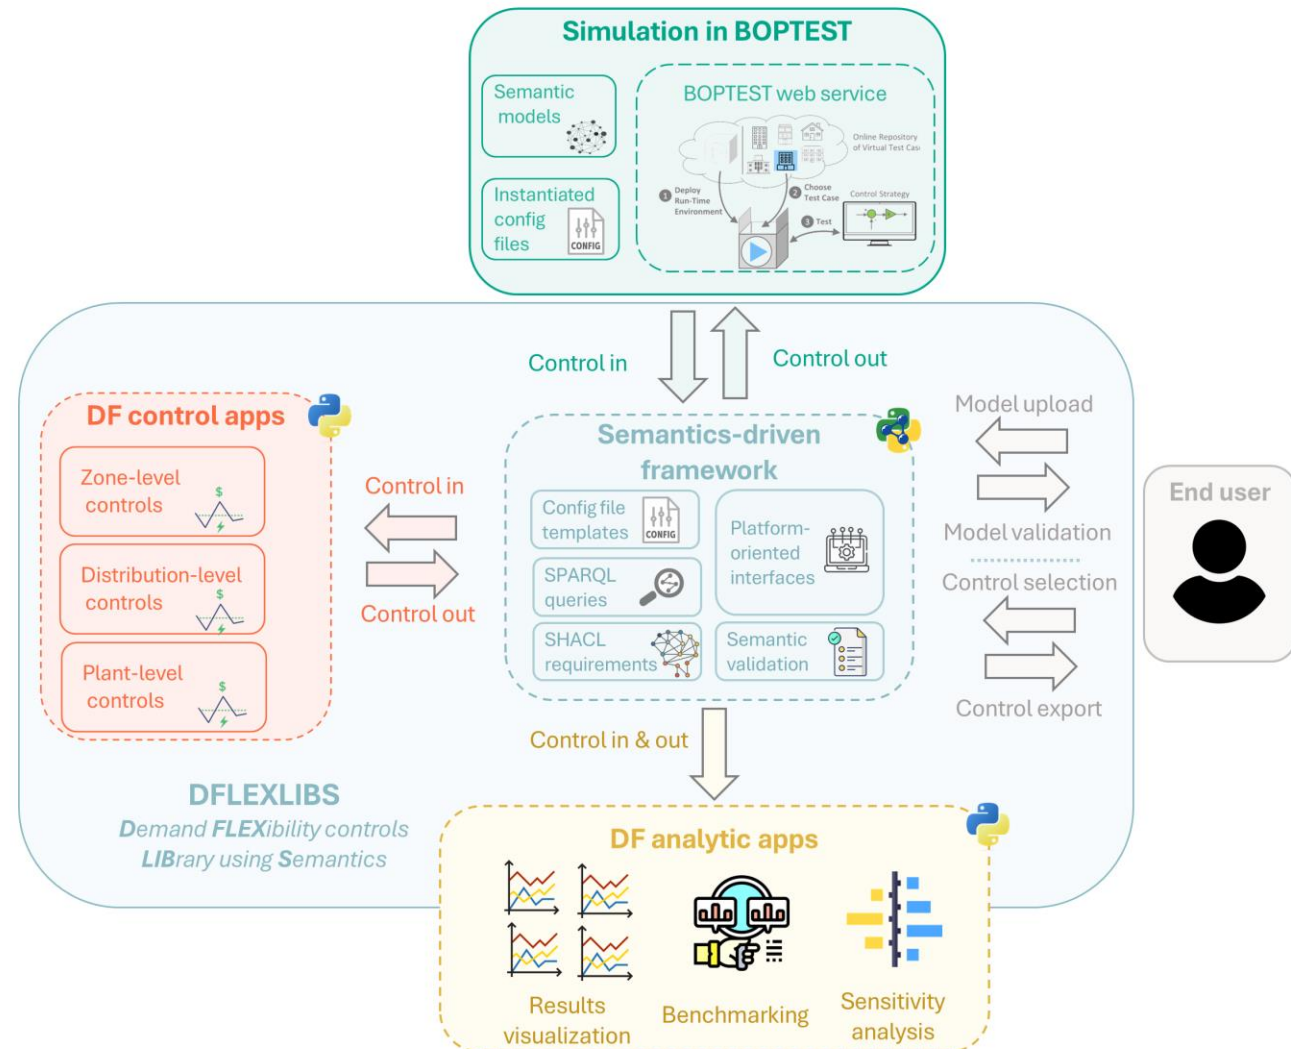 Simulation in BOPTEST
Semantic
models
Instantiated
config
files
CONFIG
BOPTEST web service
Online Repository
of Virtual Test Case
1 Deploy
Run-Time
Environment
2 Choose
Test Case
3 Test
Control Strategy
Control in
Control out
DF control apps
Zone-level
controls
$
Distribution-level
controls
$
Plant-level
controls
$
Control in
Control out
Semantics-driven
framework
Config file
templates
CONFIG
SPARQL
queries
SHACL
requirements
Platform-
oriented
interfaces
Semantic
validation
Model upload
Model validation
Control selection
Control export
End user
Control in & out
DFLEXLIBS
Demand FLEXibility controls
LIBrary using Semantics
DF analytic apps
Results
visualization
Benchmarking
Sensitivity
analysis